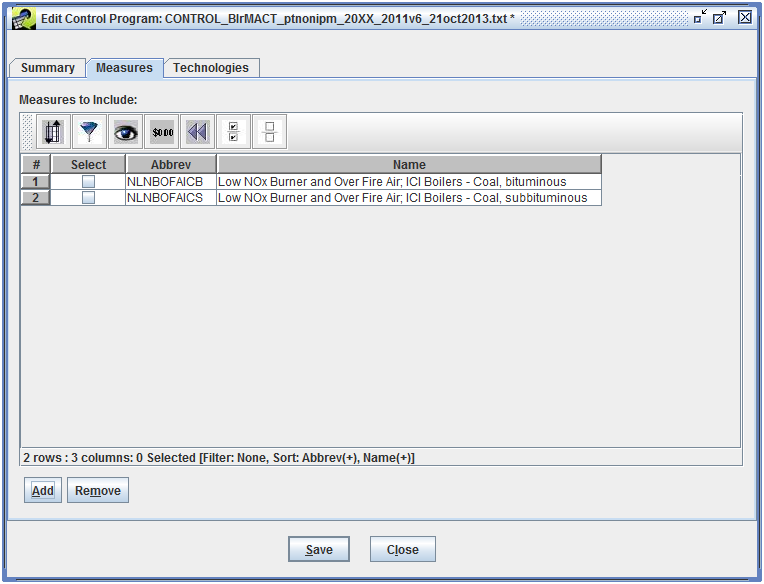 Edit Control Program: CONTROL_BlrMACT_ptnonipm_20XX_2011v6_21oct2013.txt *
Summary Measures Technologies
Measures to Include:
$0.00
# Select Abbrev Name
1 NLNBOFAICB Low NOx Burner and Over Fire Air; ICI Boilers - Coal, bituminous
2 NLNBOFAICS Low NOx Burner and Over Fire Air; ICI Boilers - Coal, subbituminous
2 rows : 3 columns: 0 Selected [Filter: None, Sort: Abbrev(+), Name(+)]
Add Remove
Save Close